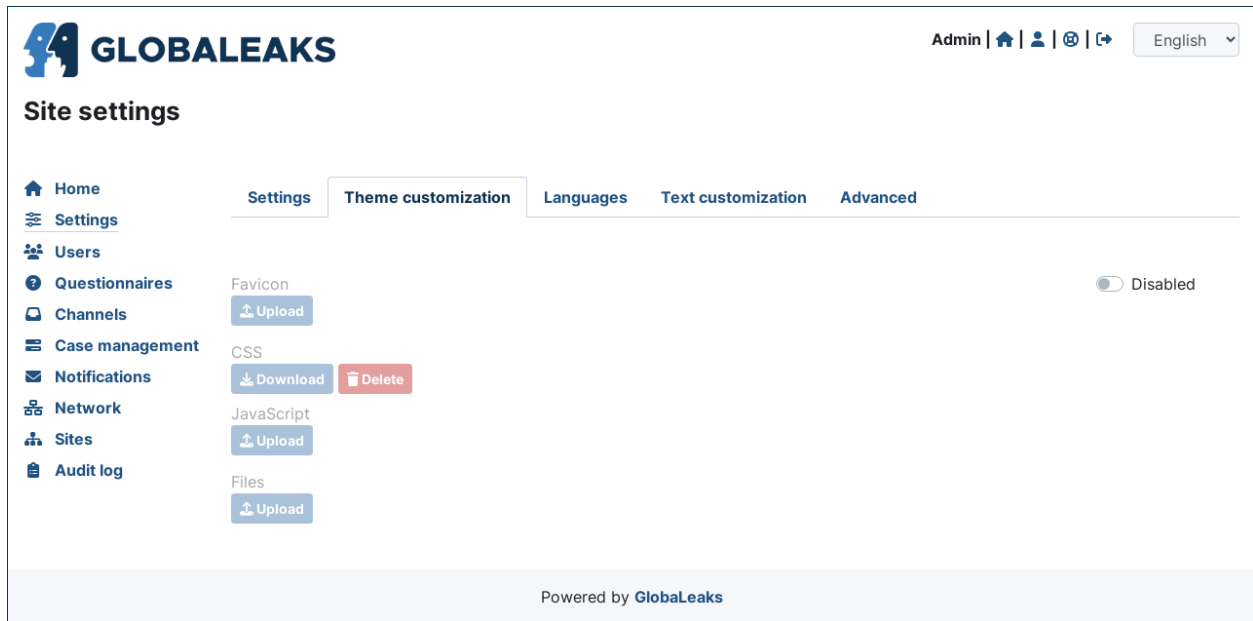 GLOBALEAKS
Admin | | | | English
Site settings
Home
Settings
Users
Questionnaires
Channels
Case management
Notifications
Network
Sites
Audit log
Settings Theme customization Languages Text customization Advanced
Favicon Disabled
Upload
CSS
Download Delete
JavaScript
Upload
Files
Upload
Powered by GlobaLeaks